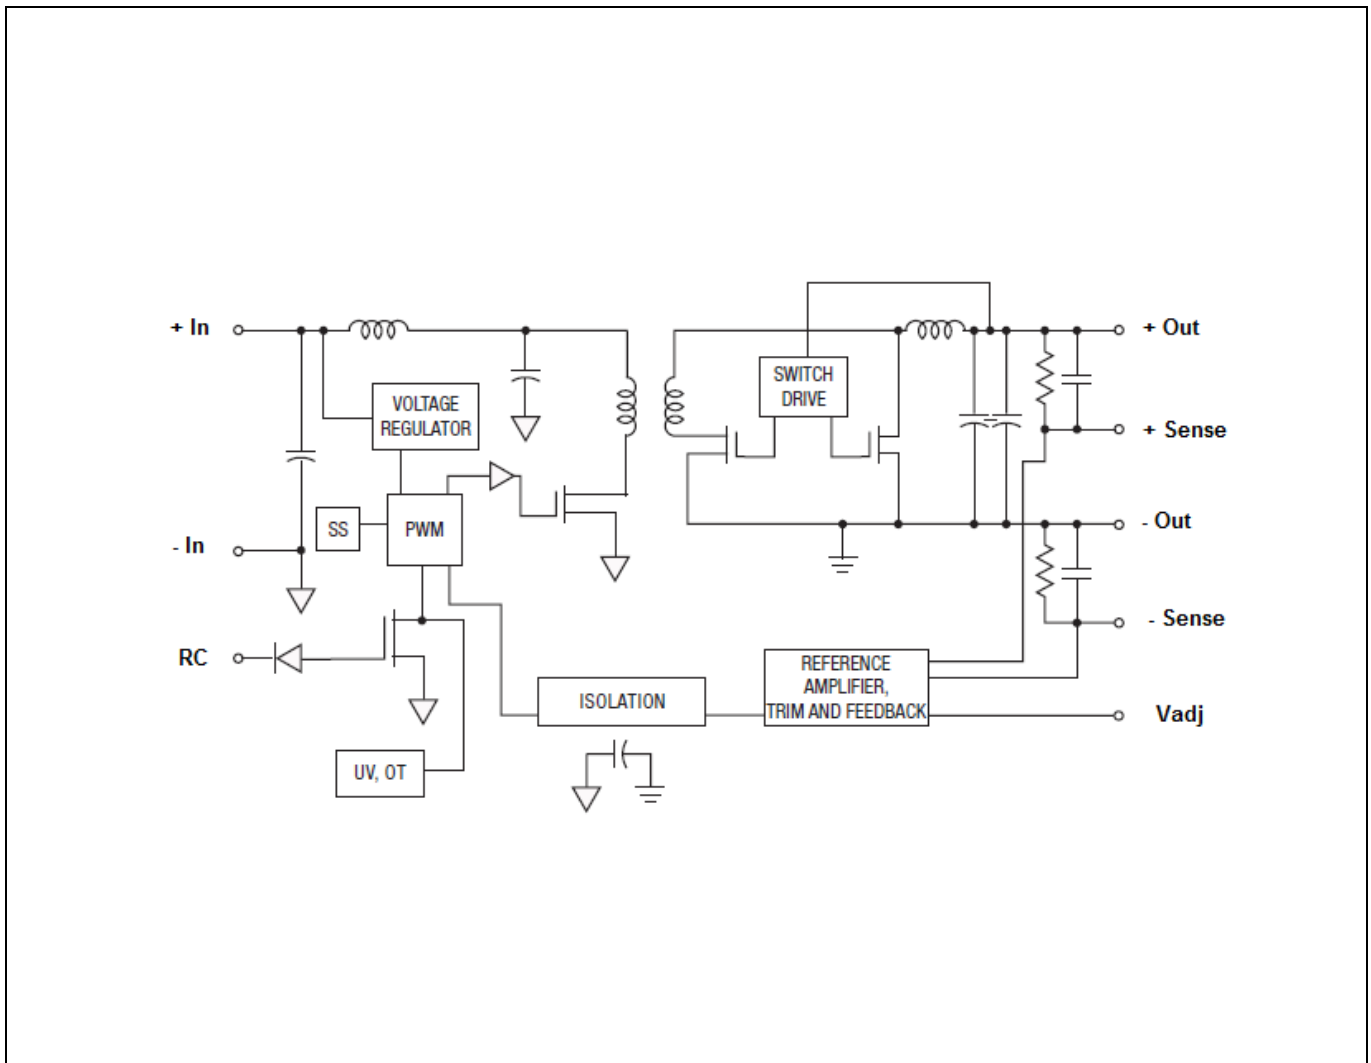 + In
+ Out
SWITCH
DRIVE
VOLTAGE
REGULATOR
+ Sense
SS
PWM
- Out
- In
- Sense
RC
REFERENCE
AMPLIFIER,
TRIM AND FEEDBACK
ISOLATION
Vadj
UV, OT